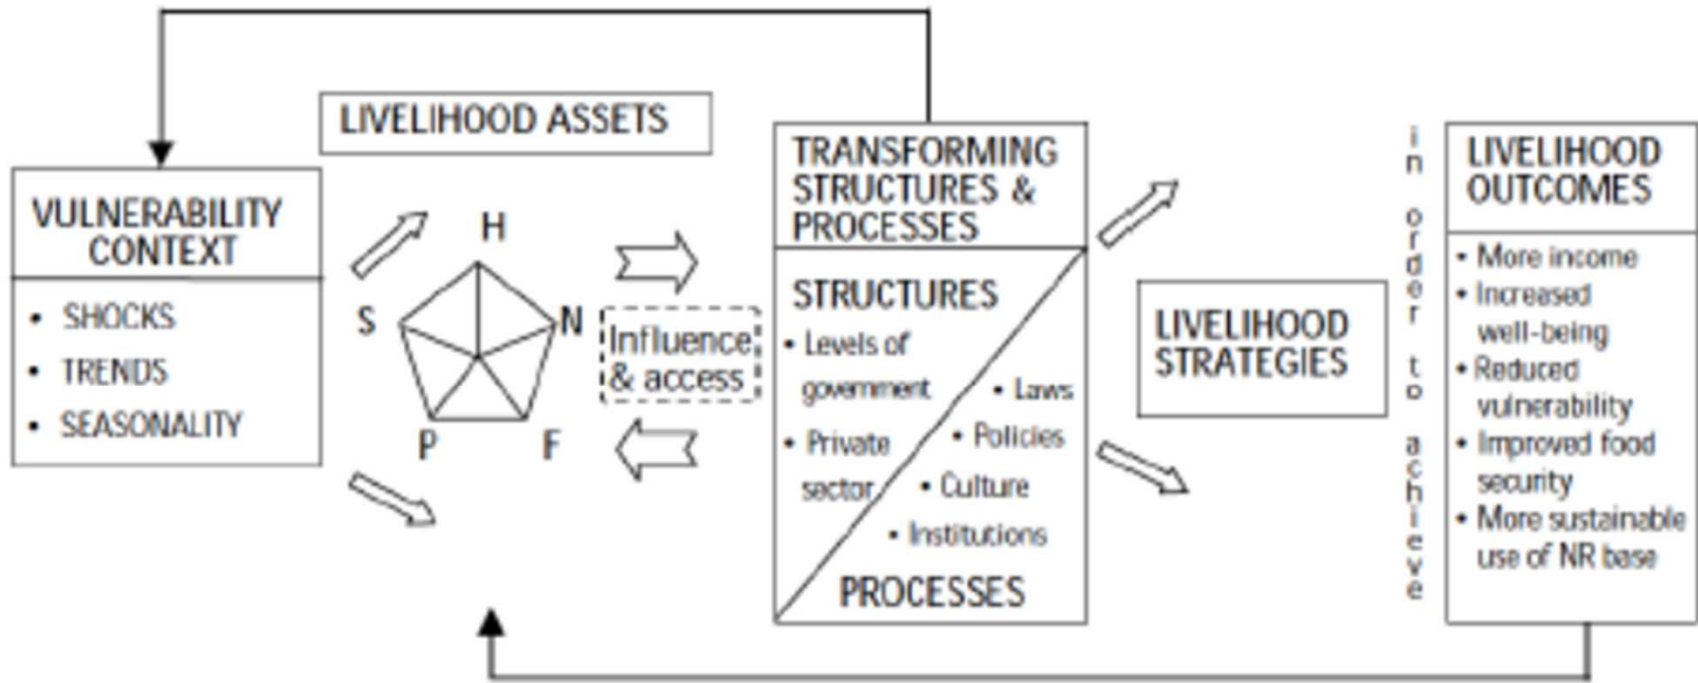 LIVELIHOOD ASSETS
VULNERABILITY
CONTEXT
• SHOCKS
• TRENDS
• SEASONALITY
H
S
N
P
F
Influence
& access
TRANSFORMING
STRUCTURES &
PROCESSES
STRUCTURES
• Levels of
government
• Private
sector
• Laws
• Policies
• Culture
• Institutions
PROCESSES
LIVELIHOOD
STRATEGIES
in order to achieve
LIVELIHOOD
OUTCOMES
• More income
• Increased
well-being
• Reduced
vulnerability
• Improved food
security
• More sustainable
use of NR base